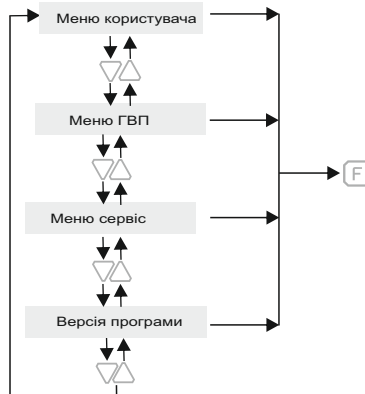 Меню користувача
Меню ГВП
F
Меню сервіс
Версія програми